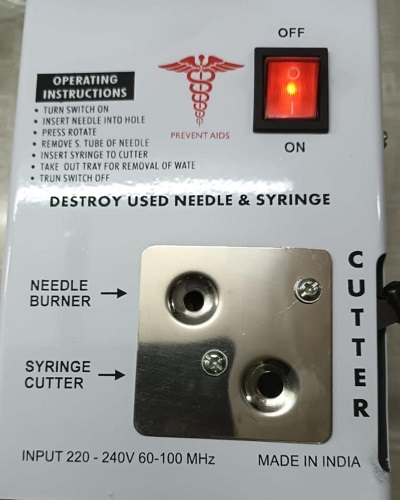 OFF
OPERATING
INSTRUCTIONS
• TURN SWITCH ON
• INSERT NEEDLE INTO HOLE
• PRESS ROTATE
• REMOVE S. TUBE OF NEEDLE
• INSERT SYRINGE TO CUTTER
• TAKE OUT TRAY FOR REMOVAL OF WATE
• TRUN SWITCH OFF
PREVENT AIDS
ON
DESTROY USED NEEDLE & SYRINGE
NEEDLE
BURNER
SYRINGE
CUTTER
CUTTER
INPUT 220 - 240V 60-100 MHz
MADE IN INDIA